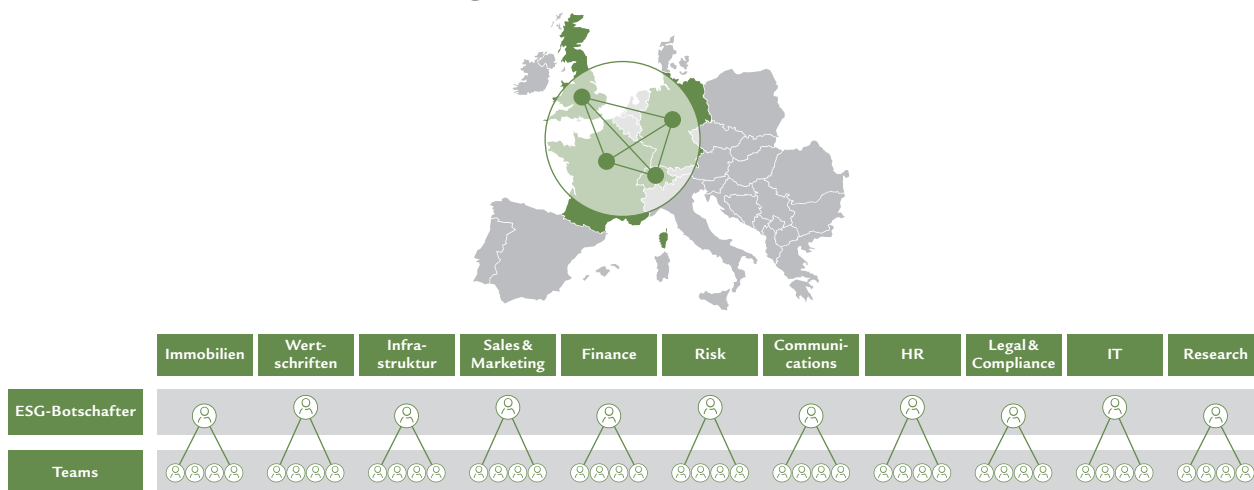 Immobilien
Wert-
schriften
Infra-
struktur
Sales &
Marketing
Finance
Risk
Communi-
cations
HR
Legal &
Compliance
IT
Research
ESG-Botschafter
Teams